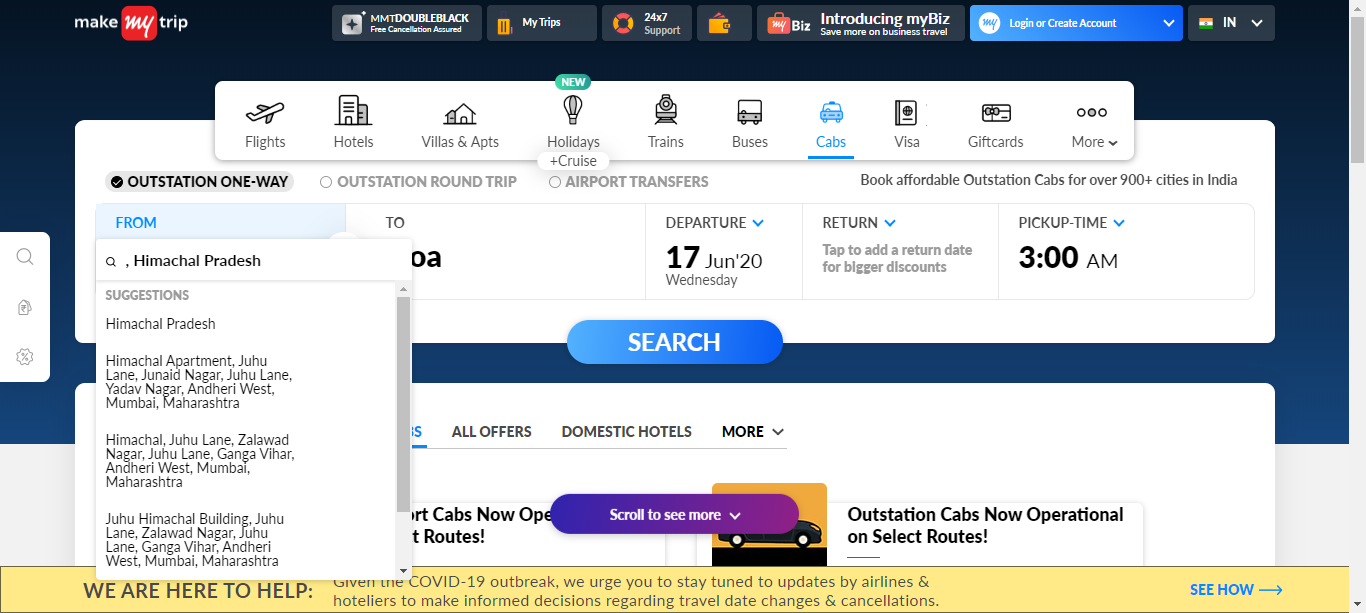 make my trip
MMTDOUBLEBLACK
Free Cancellation Assured
My Trips
24x7
Support
my Biz
Introducing myBiz
Save more on business travel
my
Login or Create Account
IN
NEW
Flights
Hotels
Villas & Apts
Holidays
Trains
Buses
Cabs
Visa
Giftcards
More
+Cruise
OUTSTATION ONE-WAY
OUTSTATION ROUND TRIP
AIRPORT TRANSFERS
Book affordable Outstation Cabs for over 900+ cities in India
FROM
TO
DEPARTURE
RETURN
PICKUP-TIME
, Himachal Pradesh
oa
17 Jun'20
Wednesday
Tap to add a return date
for bigger discounts
3:00 AM
SUGGESTIONS
Himachal Pradesh
Himachal Apartment, Juhu
Lane, Junaid Nagar, Juhu Lane,
Yadav Nagar, Andheri West,
Mumbai, Maharashtra
Himachal, Juhu Lane, Zalawad
Nagar, Juhu Lane, Ganga Vihar,
Andheri West, Mumbai,
Maharashtra
Juhu Himachal Building, Juhu
Lane, Zalawad Nagar, Juhu
Lane, Ganga Vihar, Andheri
West, Mumbai, Maharashtra
SEARCH
BS
ALL OFFERS
DOMESTIC HOTELS
MORE
ort Cabs Now Ope
t Routes!
Scroll to see more
Outstation Cabs Now Operational
on Select Routes!
WE ARE HERE TO HELP:
Given the COVID-19 outbreak, we urge you to stay tuned to updates by airlines &
hoteliers to make informed decisions regarding travel date changes & cancellations.
SEE HOW